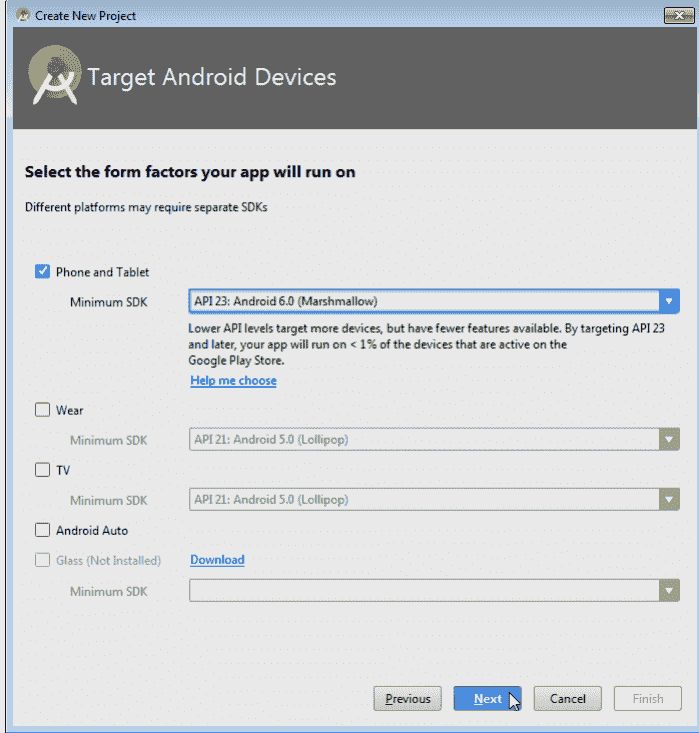 Create New Project
Target Android Devices
Select the form factors your app will run on
Different platforms may require separate SDKs
Phone and Tablet
Minimum SDK
API 23: Android 6.0 (Marshmallow)
Lower API levels target more devices, but have fewer features available. By targeting API 23
and later, your app will run on < 1% of the devices that are active on the
Google Play Store.
Help me choose
Wear
Minimum SDK
API 21: Android 5.0 (Lollipop)
TV
Minimum SDK
API 21: Android 5.0 (Lollipop)
Android Auto
Glass (Not Installed)
Download
Minimum SDK
Previous
Next
Cancel
Finish